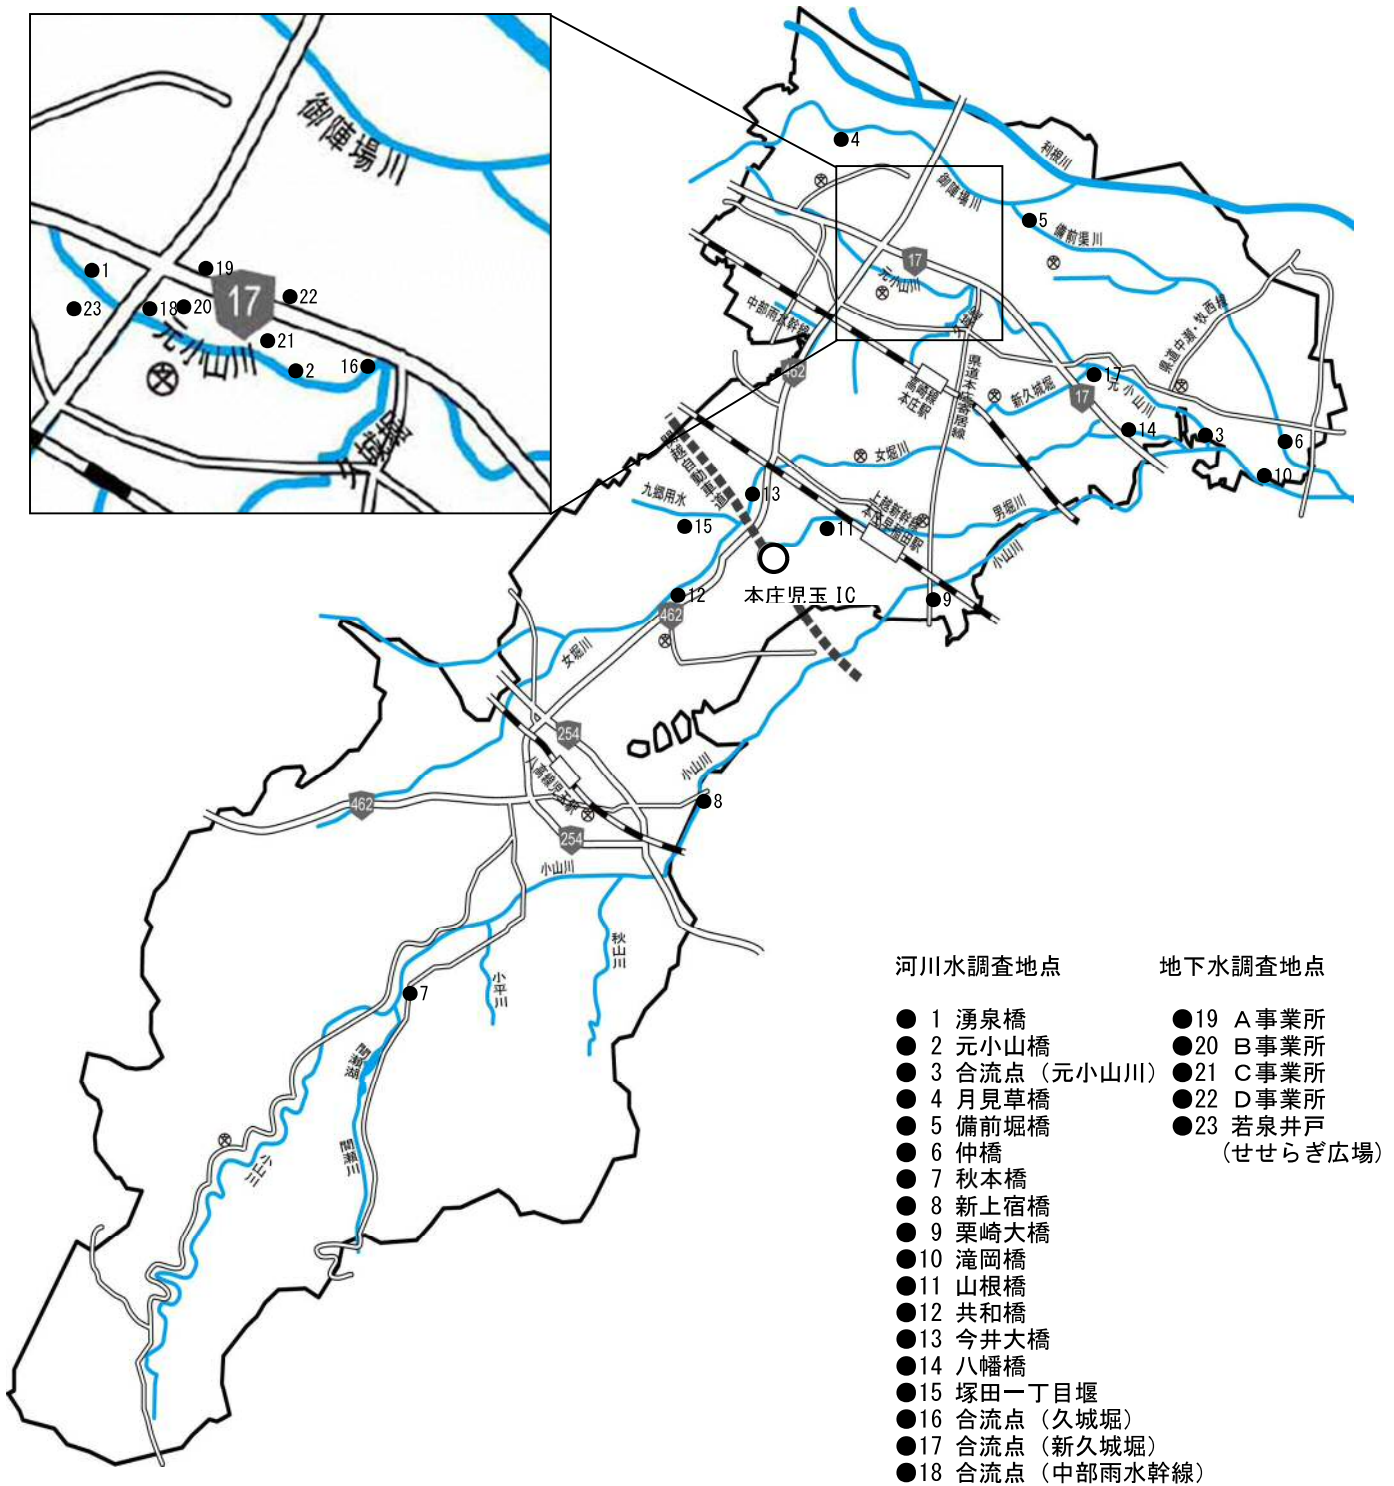 御陣場川
1
19
17
22
23
18
20
元小山川
21
2
16
久城堀
4
利根川
御陣場川
5
備前渠川
17
元小山川
中部雨水幹線
県道中瀬・牧西線
462
高崎線
本庄駅
県道本庄寄居線
新久城堀
17
17
元小山川
14
3
6
10
女堀川
関越自動車道
13
九郷用水
15
上越新幹線
本庄早稲田駅
11
男堀川
小山川
本庄児玉 IC
9
12
462
女堀川
254
八高線児玉駅
小山川
8
462
254
小山川
秋山川
小平川
7
間瀬湖
間瀬川
小山川
河川水調査地点
●1 湧泉橋
●2 元小山橋
●3 合流点（元小山川）
●4 月見草橋
●5 備前堀橋
●6 仲橋
●7 秋本橋
●8 新上宿橋
●9 栗崎大橋
●10 滝岡橋
●11 山根橋
●12 共和橋
●13 今井大橋
●14 八幡橋
●15 塚田一丁目堰
●16 合流点（久城堀）
●17 合流点（新久城堀）
●18 合流点（中部雨水幹線）
地下水調査地点
●19 Ａ事業所
●20 Ｂ事業所
●21 Ｃ事業所
●22 Ｄ事業所
●23 若泉井戸
（せせらぎ広場）